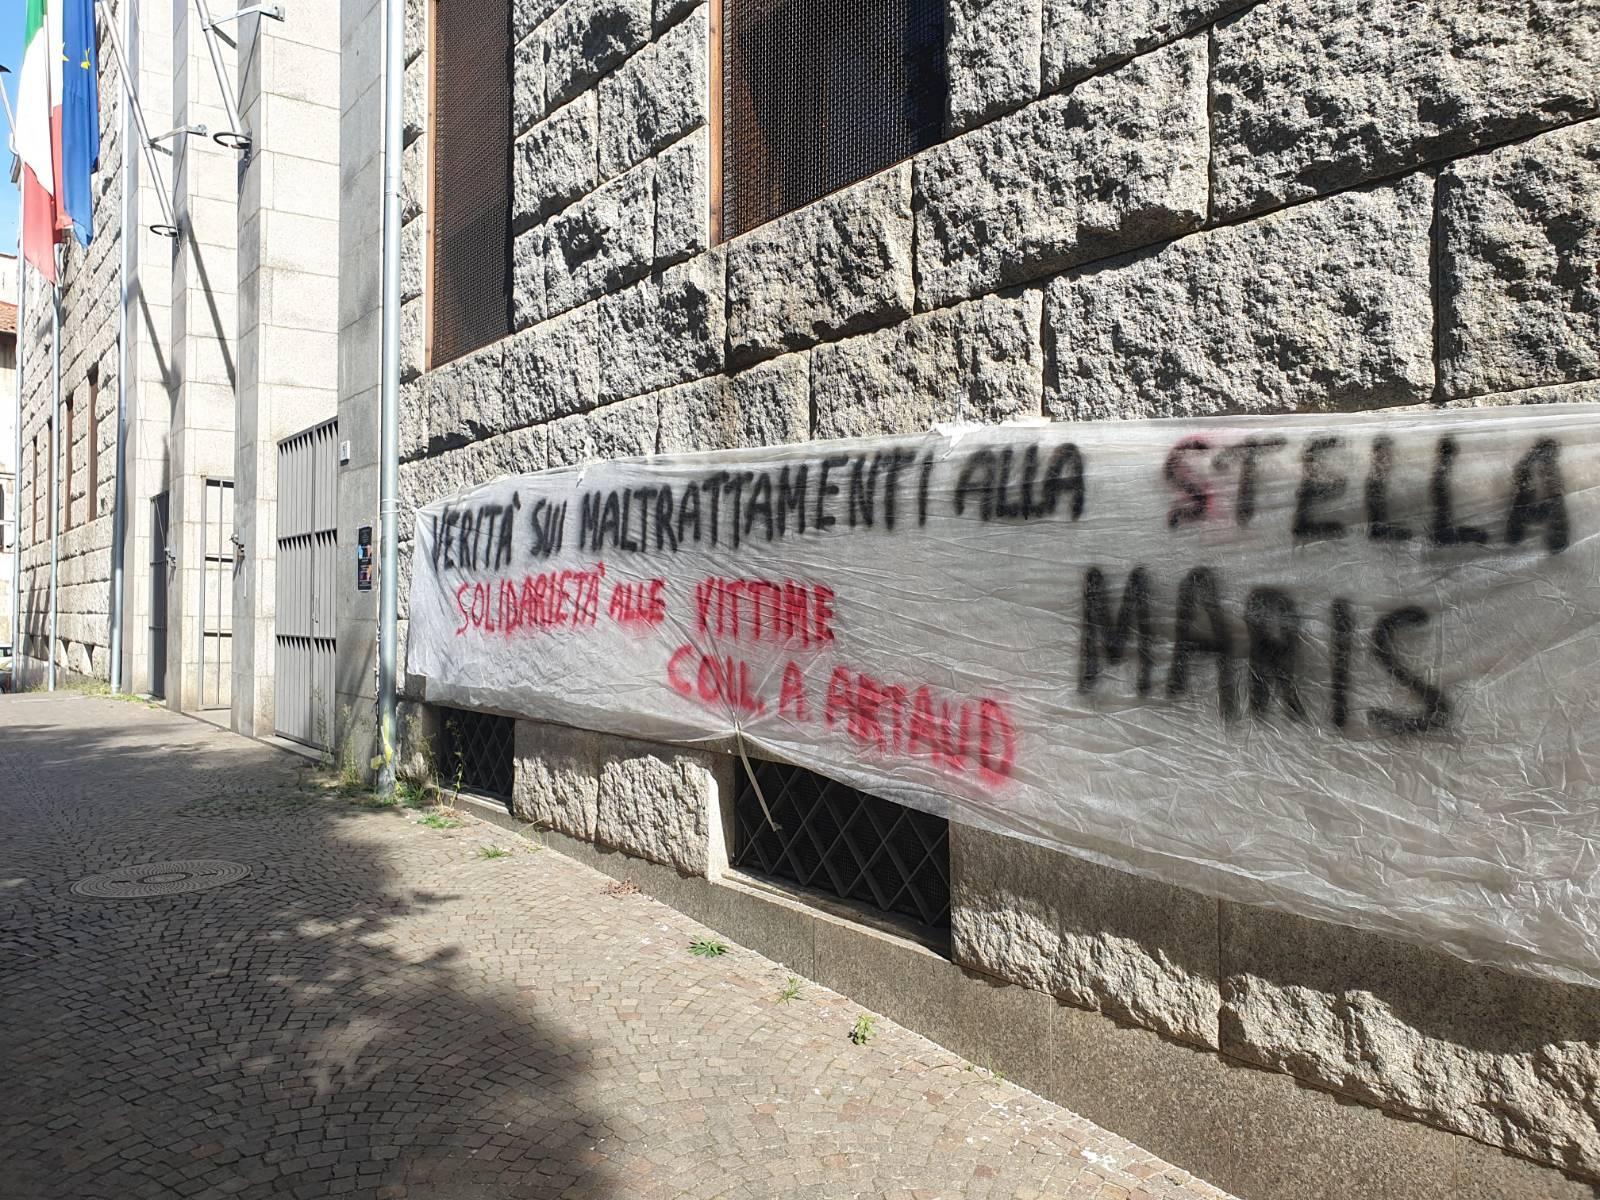 VERITÀ SUI MALTRATTAMENTI ALLA STELLA
MARIS
SOLIDARIETÀ ALLE VITTIME
COLL. A. ARTAUD